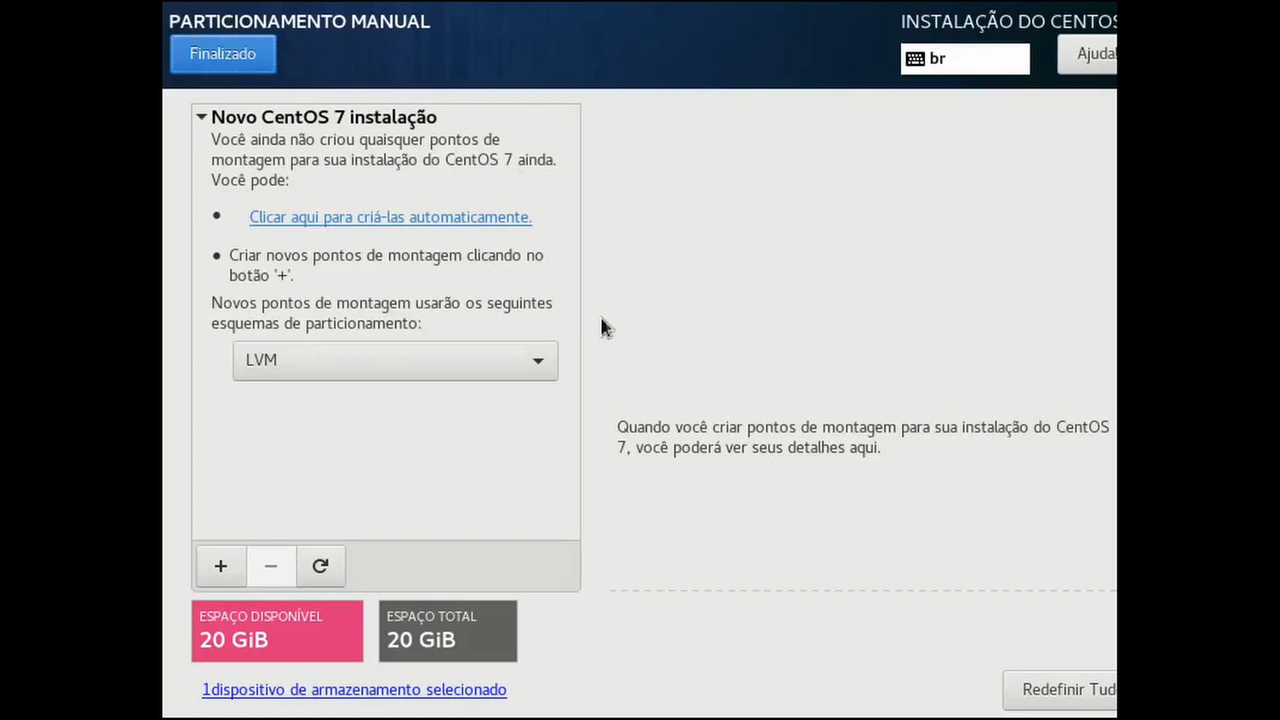 PARTICIONAMENTO MANUAL
INSTALAÇÃO DO CENTOS
Finalizado
br
Ajuda!
Novo CentOS 7 instalação
Você ainda não criou quaisquer pontos de
montagem para sua instalação do CentOS 7 ainda.
Você pode:
• Clicar aqui para criá-las automaticamente.
• Criar novos pontos de montagem clicando no
botão '+'.
Novos pontos de montagem usarão os seguintes
esquemas de particionamento:
LVM
Quando você criar pontos de montagem para sua instalação do CentOS
7, você poderá ver seus detalhes aqui.
+ −
ESPAÇO DISPONÍVEL
20 GiB
ESPAÇO TOTAL
20 GiB
1dispositivo de armazenamento selecionado
Redefinir Tud